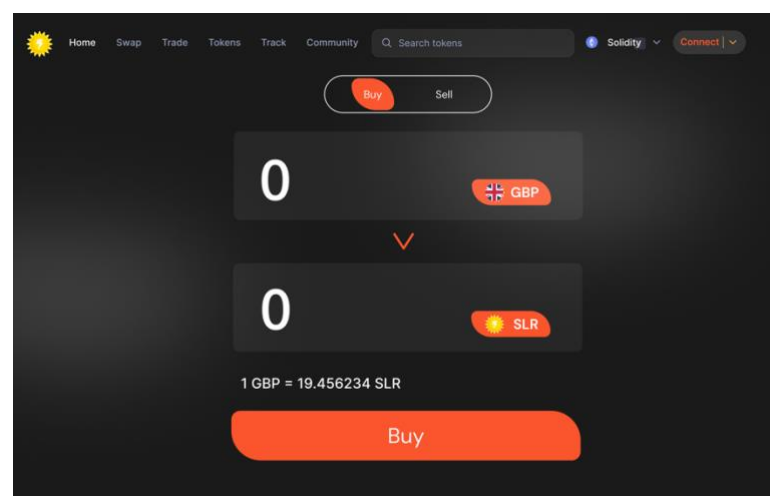 Home Swap Trade Tokens Track Community Search tokens Solidity Connect
Buy Sell
0
GBP
0
SLR
1 GBP = 19.456234 SLR
Buy